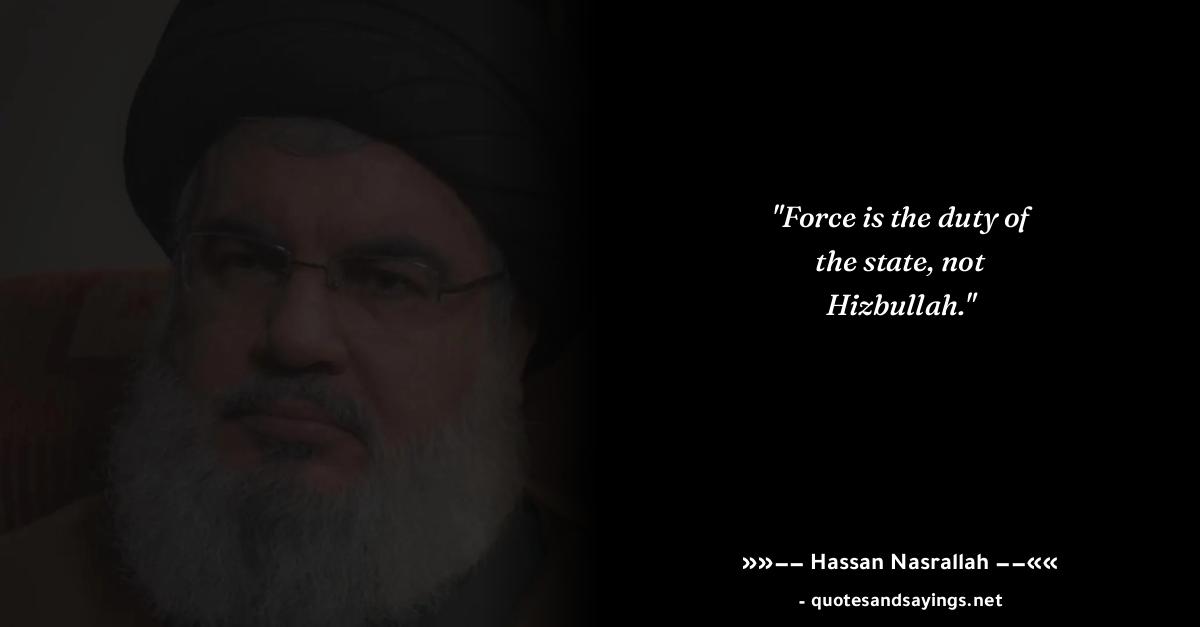 "Force is the duty of
the state, not
Hizbullah."
»»−− Hassan Nasrallah −−««
- quotesandsayings.net